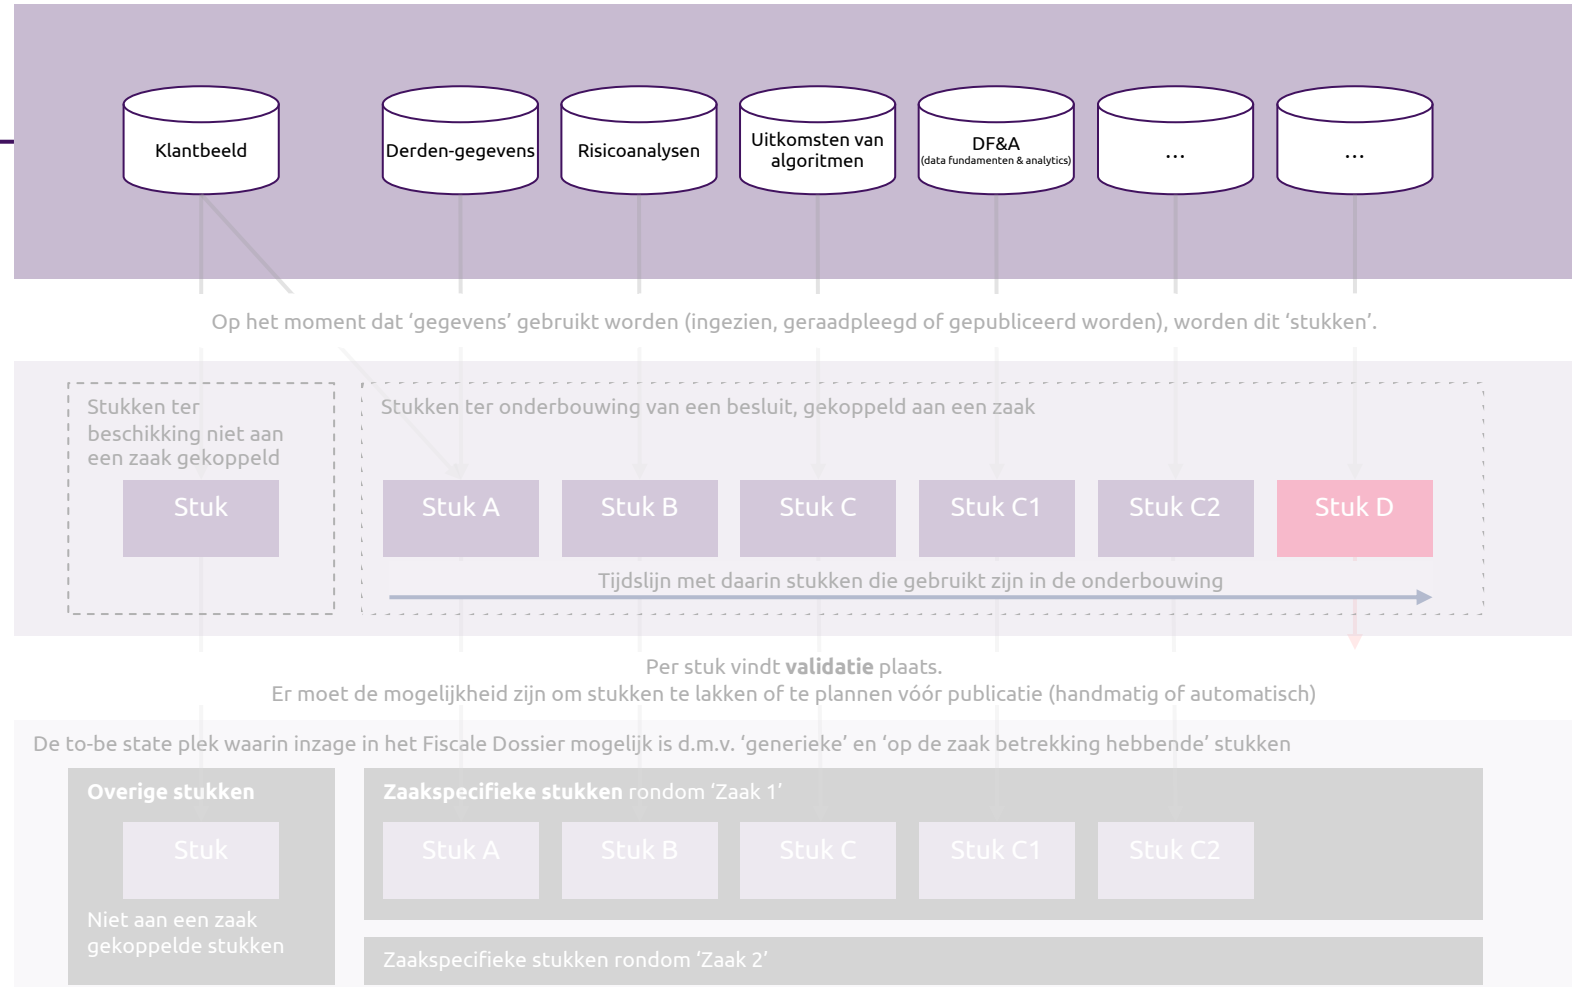 Klantbeeld
Derden-gegevens
Risicoanalysen
Uitkomsten van
algoritmen
DF&A
(data fundamenten & analytics)
...
...
Op het moment dat ‘gegevens’ gebruikt worden (ingezien, geraadpleegd of gepubliceerd worden), worden dit ‘stukken’.
Stukken ter
beschikking niet aan
een zaak gekoppeld
Stuk
Stukken ter onderbouwing van een besluit, gekoppeld aan een zaak
Stuk A
Stuk B
Stuk C
Stuk C1
Stuk C2
Stuk D
Tijdslijn met daarin stukken die gebruikt zijn in de onderbouwing
Per stuk vindt validatie plaats.
Er moet de mogelijkheid zijn om stukken te lakken of te plannen vóór publicatie (handmatig of automatisch)
De to-be state plek waarin inzage in het Fiscale Dossier mogelijk is d.m.v. ‘generieke’ en ‘op de zaak betrekking hebbende’ stukken
Overige stukken
Stuk
Niet aan een zaak
gekoppelde stukken
Zaakspecifieke stukken rondom ‘Zaak 1’
Stuk A
Stuk B
Stuk C
Stuk C1
Stuk C2
Zaakspecifieke stukken rondom ‘Zaak 2’